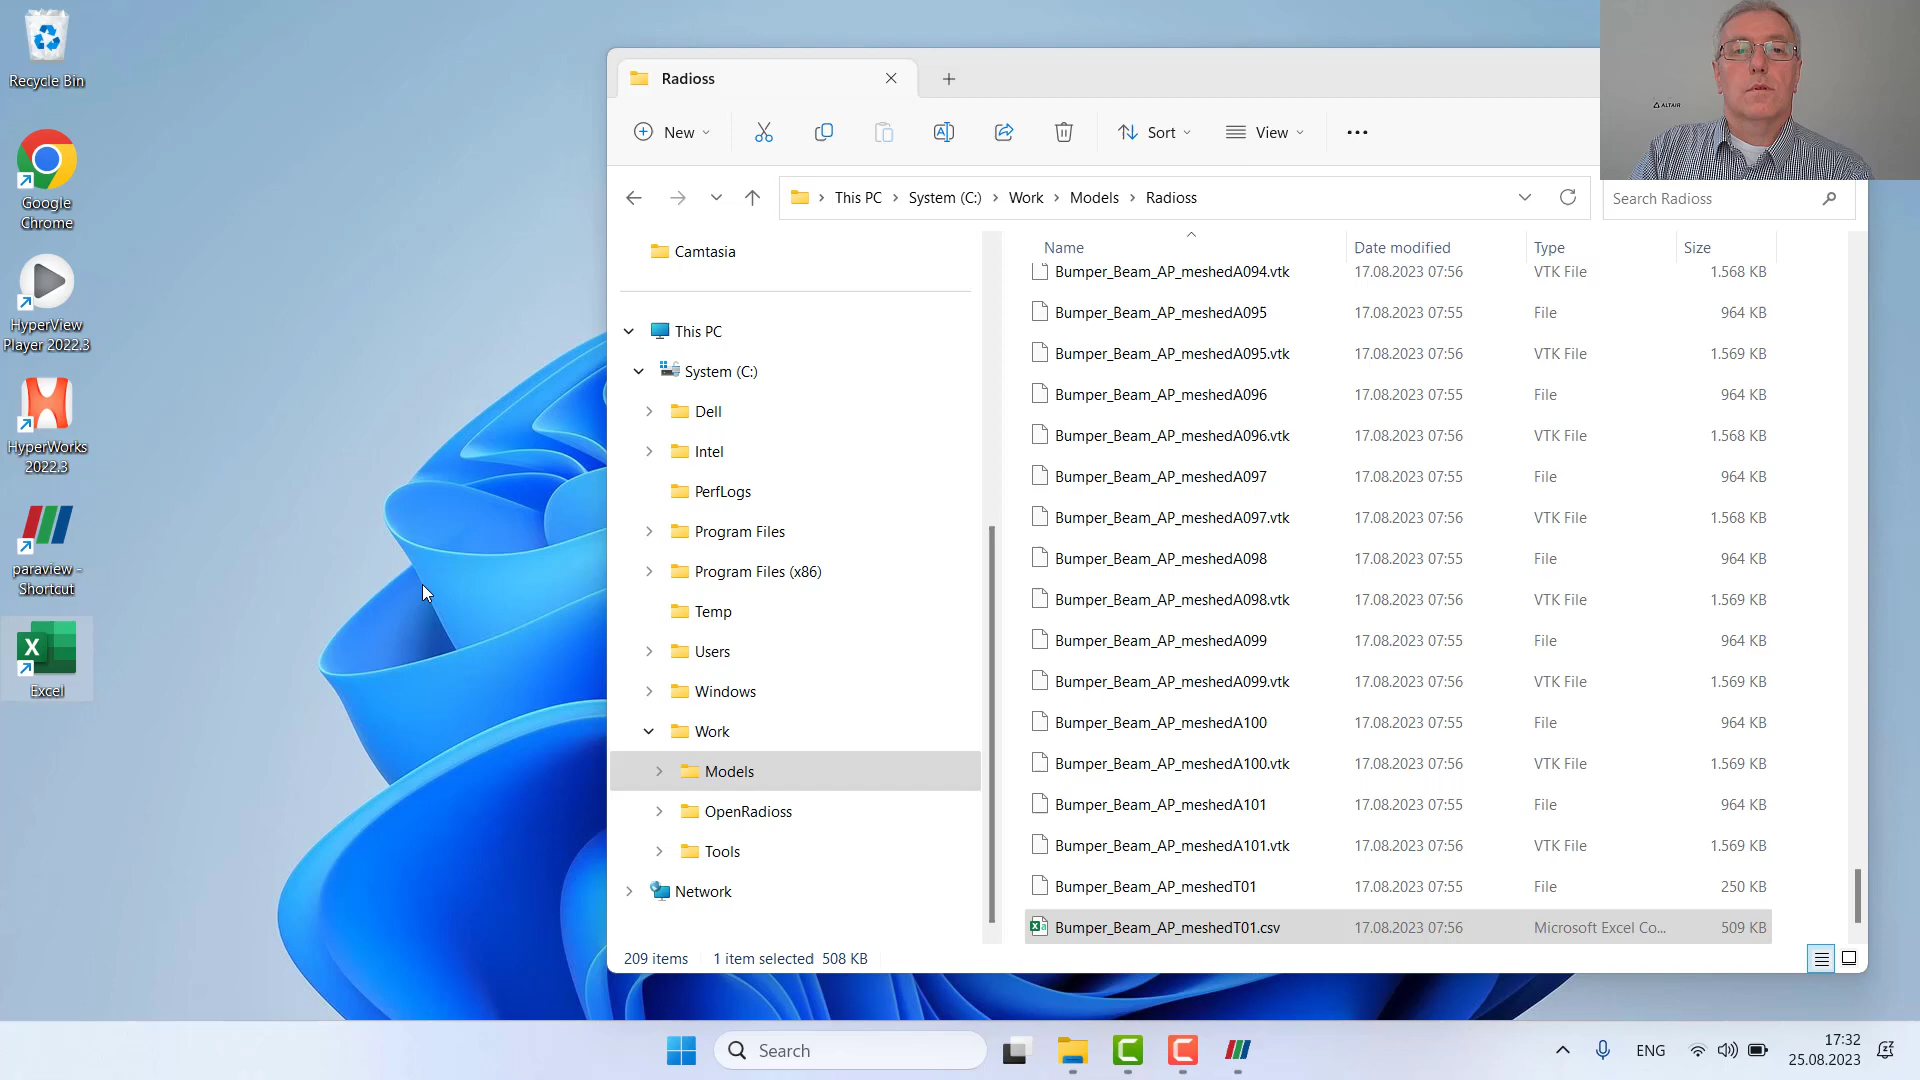 Recycle Bin
Google
Chrome
HyperView
Player 2022.3
HyperWorks
2022.3
paraview -
Shortcut
Excel
Radioss
New
Sort
View
This PC
System (C:)
Work
Models
Radioss
Search Radioss
ALTAIR
Camtasia
This PC
System (C:)
Dell
Intel
PerfLogs
Program Files
Program Files (x86)
Temp
Users
Windows
Work
Models
OpenRadioss
Tools
Network
Name Date modified Type Size
Bumper_Beam_AP_meshedA094.vtk 17.08.2023 07:56 VTK File 1.568 KB
Bumper_Beam_AP_meshedA095 17.08.2023 07:55 File 964 KB
Bumper_Beam_AP_meshedA095.vtk 17.08.2023 07:56 VTK File 1.569 KB
Bumper_Beam_AP_meshedA096 17.08.2023 07:55 File 964 KB
Bumper_Beam_AP_meshedA096.vtk 17.08.2023 07:56 VTK File 1.568 KB
Bumper_Beam_AP_meshedA097 17.08.2023 07:55 File 964 KB
Bumper_Beam_AP_meshedA097.vtk 17.08.2023 07:56 VTK File 1.568 KB
Bumper_Beam_AP_meshedA098 17.08.2023 07:55 File 964 KB
Bumper_Beam_AP_meshedA098.vtk 17.08.2023 07:56 VTK File 1.569 KB
Bumper_Beam_AP_meshedA099 17.08.2023 07:55 File 964 KB
Bumper_Beam_AP_meshedA099.vtk 17.08.2023 07:56 VTK File 1.569 KB
Bumper_Beam_AP_meshedA100 17.08.2023 07:55 File 964 KB
Bumper_Beam_AP_meshedA100.vtk 17.08.2023 07:56 VTK File 1.569 KB
Bumper_Beam_AP_meshedA101 17.08.2023 07:55 File 964 KB
Bumper_Beam_AP_meshedA101.vtk 17.08.2023 07:56 VTK File 1.569 KB
Bumper_Beam_AP_meshedT01 17.08.2023 07:55 File 250 KB
Bumper_Beam_AP_meshedT01.csv 17.08.2023 07:56 Microsoft Excel Co... 509 KB
209 items 1 item selected 508 KB
Search
ENG
17:32
25.08.2023